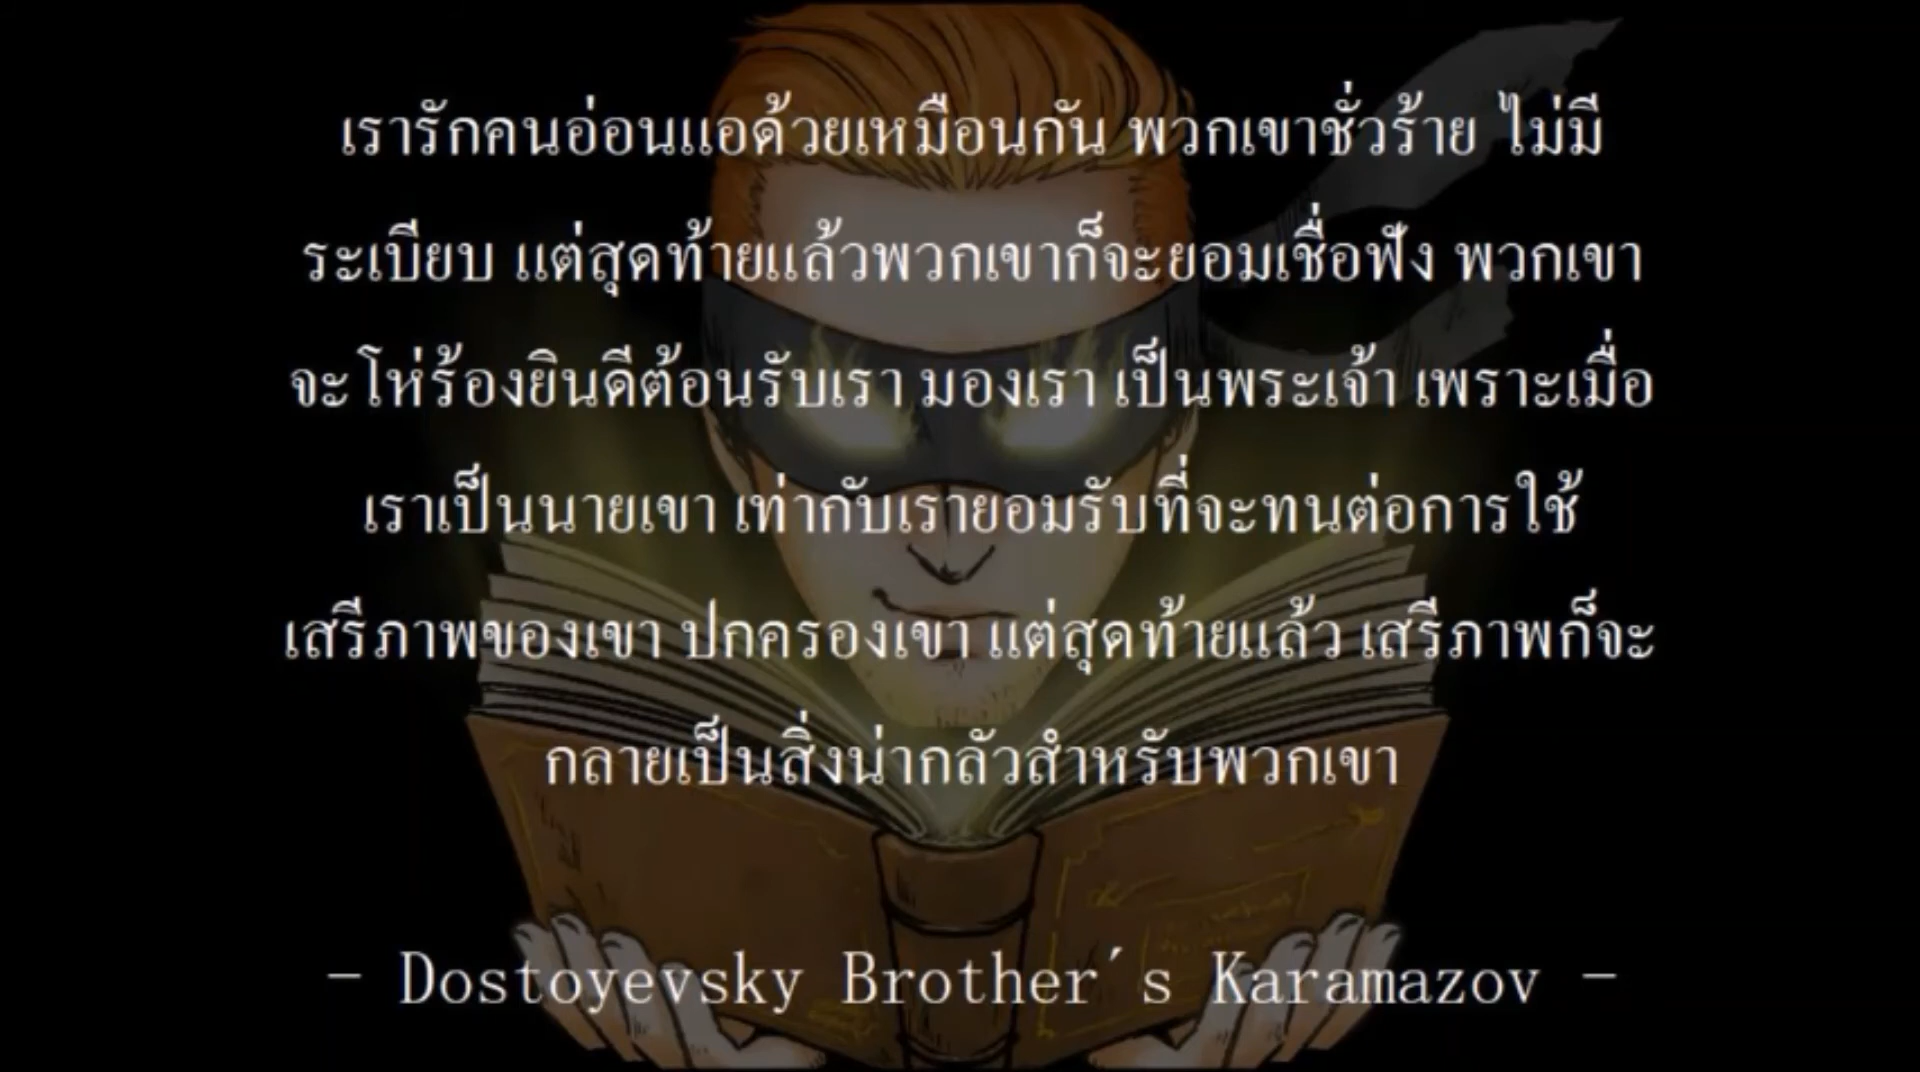 เรารักคนอ่อนแอด้วยเหมือนกัน พวกเขาชั่วร้าย ไม่มี
ระเบียบ แต่สุดท้ายแล้วพวกเขาก็จะยอมเชื่อฟัง พวกเขา
จะโห่ร้องยินดีต้อนรับเรา มองเรา เป็นพระเจ้า เพราะเมื่อ
เราเป็นนายเขา เท่ากับเรายอมรับที่จะทนต่อการใช้
เสรีภาพของเขา ปกครองเขา แต่สุดท้ายแล้ว เสรีภาพก็จะ
กลายเป็นสิ่งน่ากลัวสำหรับพวกเขา
- Dostoyevsky Brother's Karamazov -